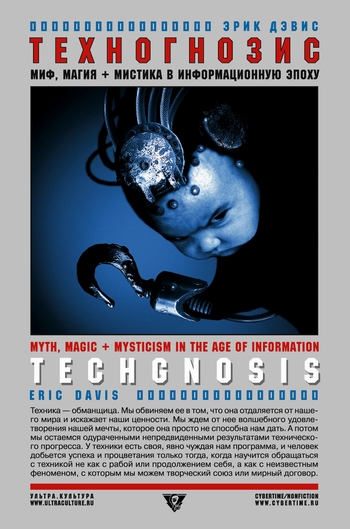 ЭРИК ДЭВИС
ТЕХНОГНОЗИС
МИФ, МАГИЯ + МИСТИКА В ИНФОРМАЦИОННУЮ ЭПОХУ
MYTH, MAGIC + MYSTICISM IN THE AGE OF INFORMATION
TECHGNOSIS
ERIC DAVIS
Техника — обманщица. Мы обвиняем ее в том, что она отдаляется от наше-
го мира и искажает наши ценности. Мы ждем от нее волшебного удовле-
творения нашей мечты, которое она просто не способна нам дать. А потом
мы остаемся одураченными непредвиденными результатами техническо-
го прогресса. У техники есть своя, явно чуждая нам программа, и человек
добьется успеха и процветания только тогда, когда научится обращаться
с техникой не как с рабой или продолжением себя, а как с неизвестным
феноменом, с которым мы можем творческий союз или мирный договор.
УЛЬТРА.КУЛЬТУРА
WWW.ULTRACULTURE.RU
CYBERTIME/NONFICTION
WWW.CYBERTIME.RU